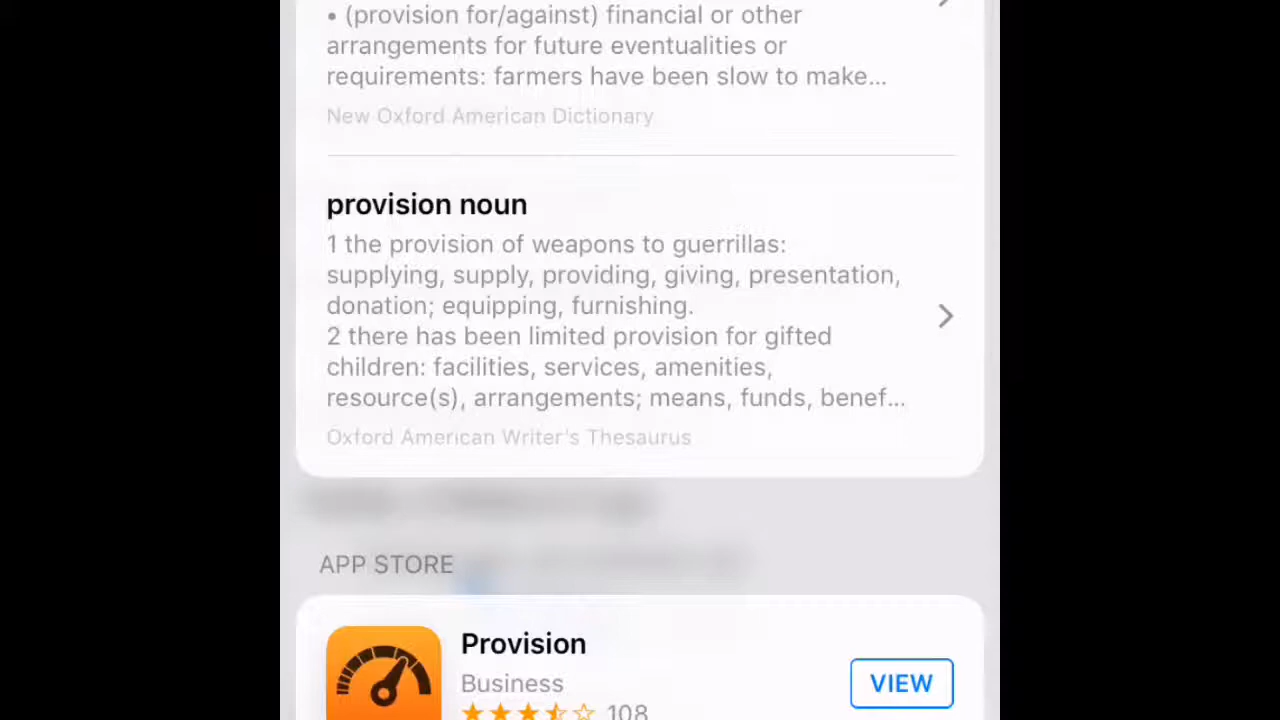 • (provision for/against) financial or other
arrangements for future eventualities or
requirements: farmers have been slow to make...
New Oxford American Dictionary
provision noun
1 the provision of weapons to guerrillas:
supplying, supply, providing, giving, presentation,
donation; equipping, furnishing.
2 there has been limited provision for gifted
children: facilities, services, amenities,
resource(s), arrangements; means, funds, benef...
Oxford American Writer's Thesaurus
APP STORE
Provision
Business
VIEW
108